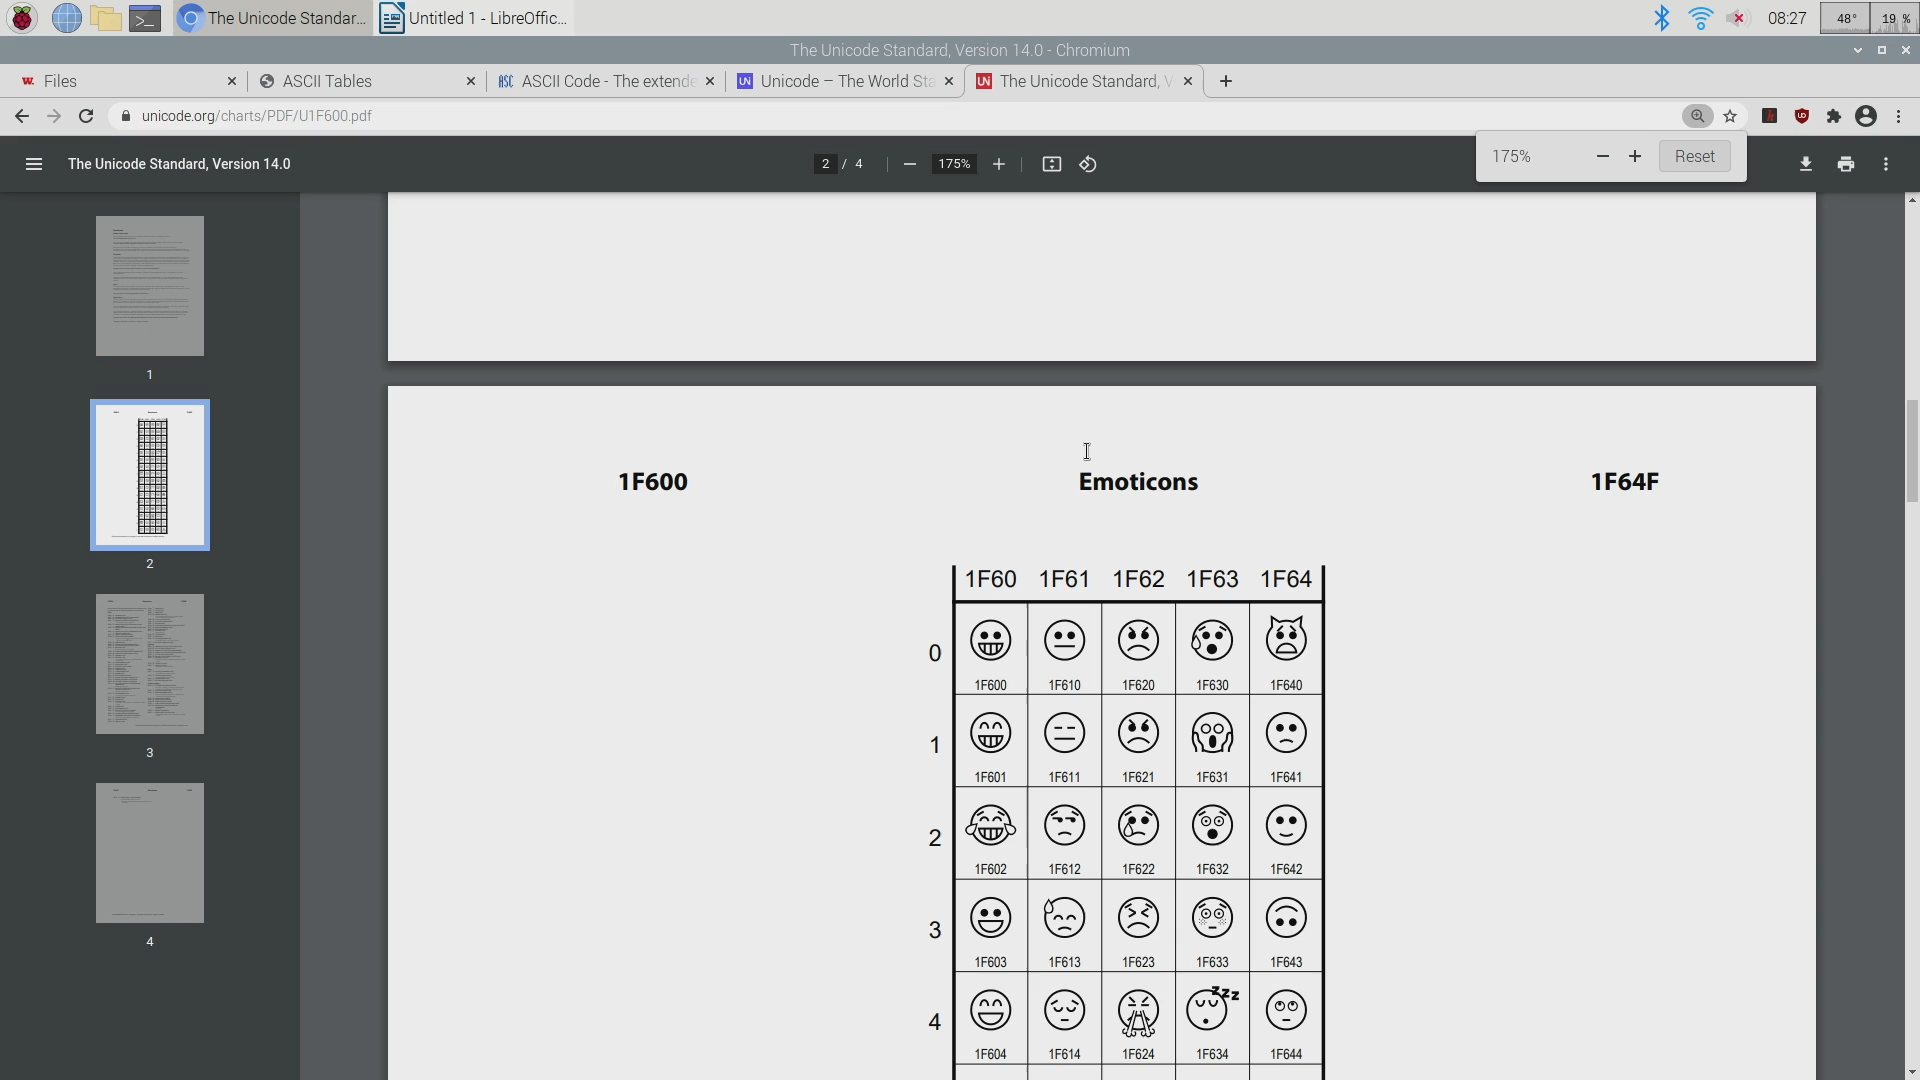 The Unicode Standar...
Untitled 1 - LibreOffic...
08:27
48°
19 %
The Unicode Standard, Version 14.0 - Chromium
Files
ASCII Tables
ASCII Code - The extende
Unicode – The World Sta
The Unicode Standard, V
unicode.org/charts/PDF/U1F600.pdf
The Unicode Standard, Version 14.0
2 / 4
175%
175%
Reset
1
2
3
4
1F600 Emoticons 1F64F
1F60 1F61 1F62 1F63 1F64
0
1F600 1F610 1F620 1F630 1F640
1
1F601 1F611 1F621 1F631 1F641
2
1F602 1F612 1F622 1F632 1F642
3
1F603 1F613 1F623 1F633 1F643
4
1F604 1F614 1F624 1F634 1F644